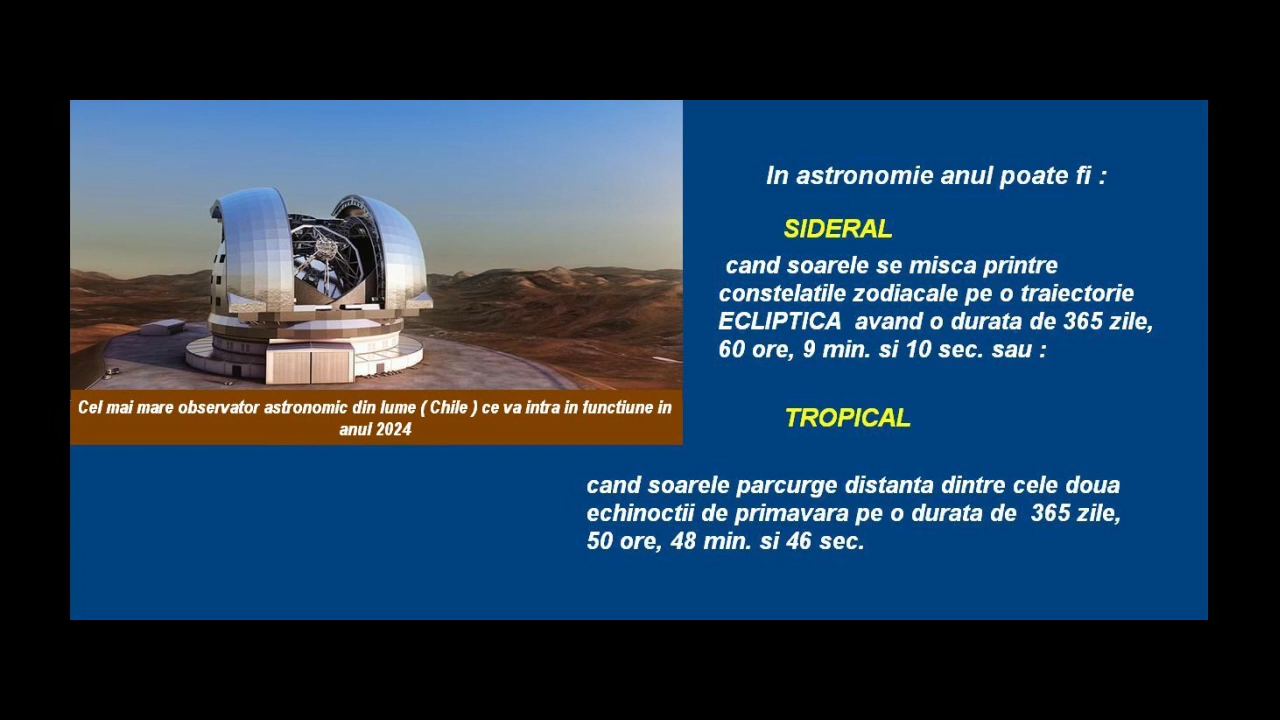 In astronomie anul poate fi :
SIDERAL
cand soarele se misca printre
constelatile zodiacale pe o traiectorie
ECLIPTICA avand o durata de 365 zile,
60 ore, 9 min. si 10 sec. sau :
Cel mai mare observator astronomic din lume ( Chile ) ce va intra in functiune in
anul 2024
TROPICAL
cand soarele parcurge distanta dintre cele doua
echinoctii de primavara pe o durata de 365 zile,
50 ore, 48 min. si 46 sec.